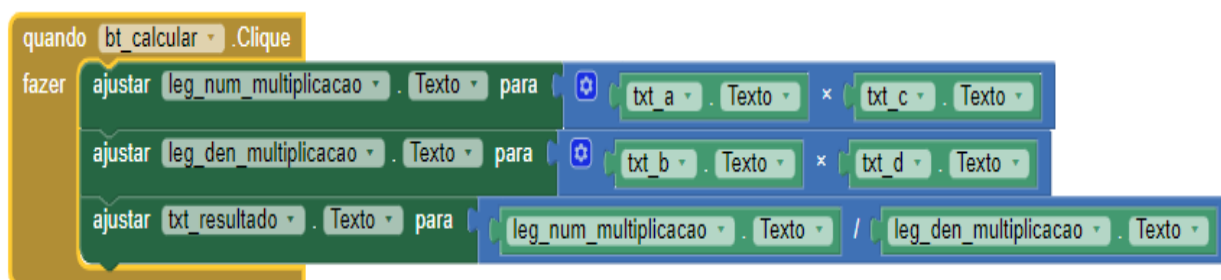 quando bt_calcular .Clique
fazer ajustar leg_num_multiplicacao . Texto para txt_a . Texto × txt_c . Texto
ajustar leg_den_multiplicacao . Texto para txt_b . Texto × txt_d . Texto
ajustar txt_resultado . Texto para leg_num_multiplicacao . Texto / leg_den_multiplicacao . Texto